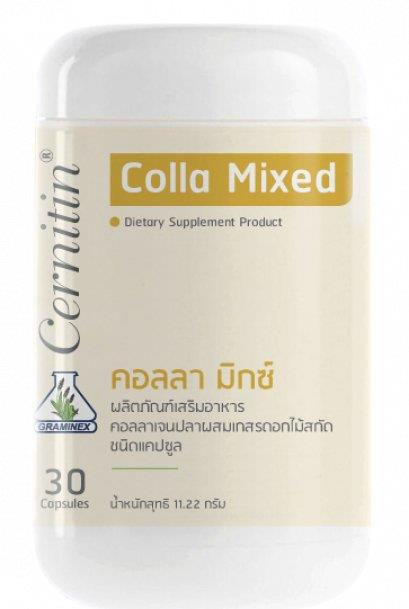 Colla Mixed
Dietary Supplement Product
Cernitin®
คอลลา มิกซ์
ผลิตภัณฑ์เสริมอาหาร
คอลลาเจนปลาผสมเกสรดอกไม้สกัด
ชนิดแคปซูล
GRAMINEX
30
Capsules
น้ำหนักสุทธิ 11.22 กรัม